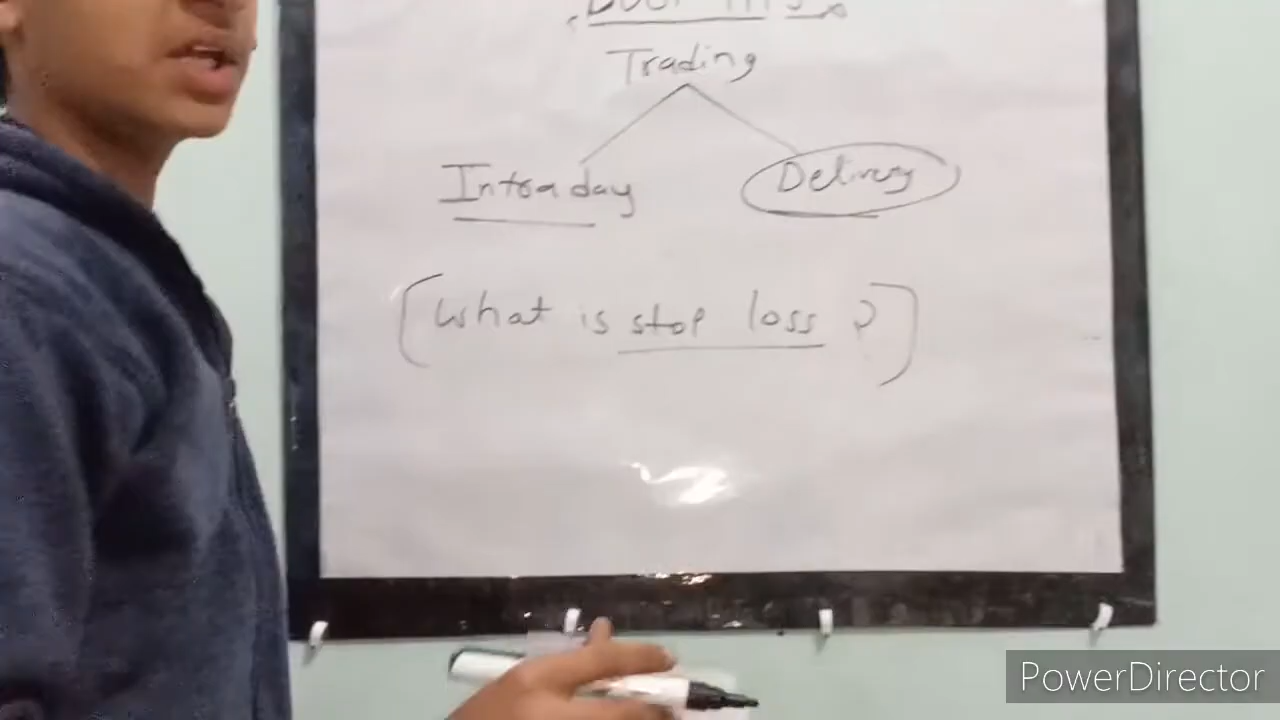 Trading
Intraday Delivery
(What is stop loss ?)
PowerDirector